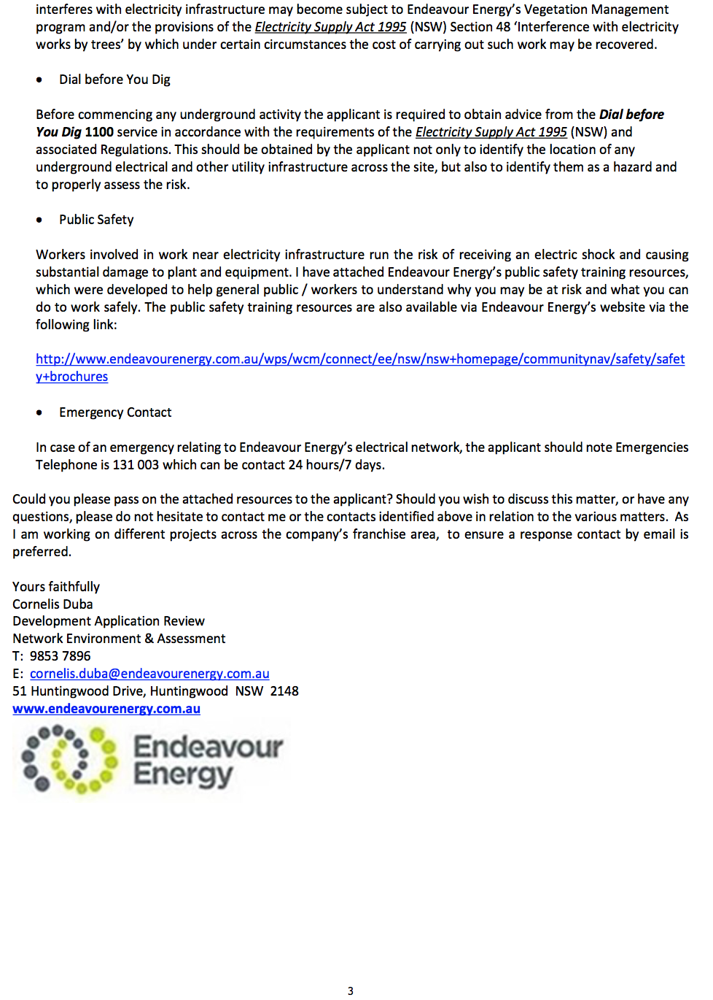 interferes with electricity infrastructure may become subject to Endeavour Energy’s Vegetation Management
program and/or the provisions of the Electricity Supply Act 1995 (NSW) Section 48 ‘Interference with electricity
works by trees’ by which under certain circumstances the cost of carrying out such work may be recovered.
• Dial before You Dig
Before commencing any underground activity the applicant is required to obtain advice from the Dial before
You Dig 1100 service in accordance with the requirements of the Electricity Supply Act 1995 (NSW) and
associated Regulations. This should be obtained by the applicant not only to identify the location of any
underground electrical and other utility infrastructure across the site, but also to identify them as a hazard and
to properly assess the risk.
• Public Safety
Workers involved in work near electricity infrastructure run the risk of receiving an electric shock and causing
substantial damage to plant and equipment. I have attached Endeavour Energy’s public safety training resources,
which were developed to help general public / workers to understand why you may be at risk and what you can
do to work safely. The public safety training resources are also available via Endeavour Energy’s website via the
following link:
http://www.endeavourenergy.com.au/wps/wcm/connect/ee/nsw/nsw+homepage/communitynav/safety/safet
y+brochures
• Emergency Contact
In case of an emergency relating to Endeavour Energy’s electrical network, the applicant should note Emergencies
Telephone is 131 003 which can be contact 24 hours/7 days.
Could you please pass on the attached resources to the applicant? Should you wish to discuss this matter, or have any
questions, please do not hesitate to contact me or the contacts identified above in relation to the various matters. As
I am working on different projects across the company’s franchise area, to ensure a response contact by email is
preferred.
Yours faithfully
Cornelis Duba
Development Application Review
Network Environment & Assessment
T: 9853 7896
E: cornelis.duba@endeavourenergy.com.au
51 Huntingwood Drive, Huntingwood NSW 2148
www.endeavourenergy.com.au
Endeavour
Energy
3